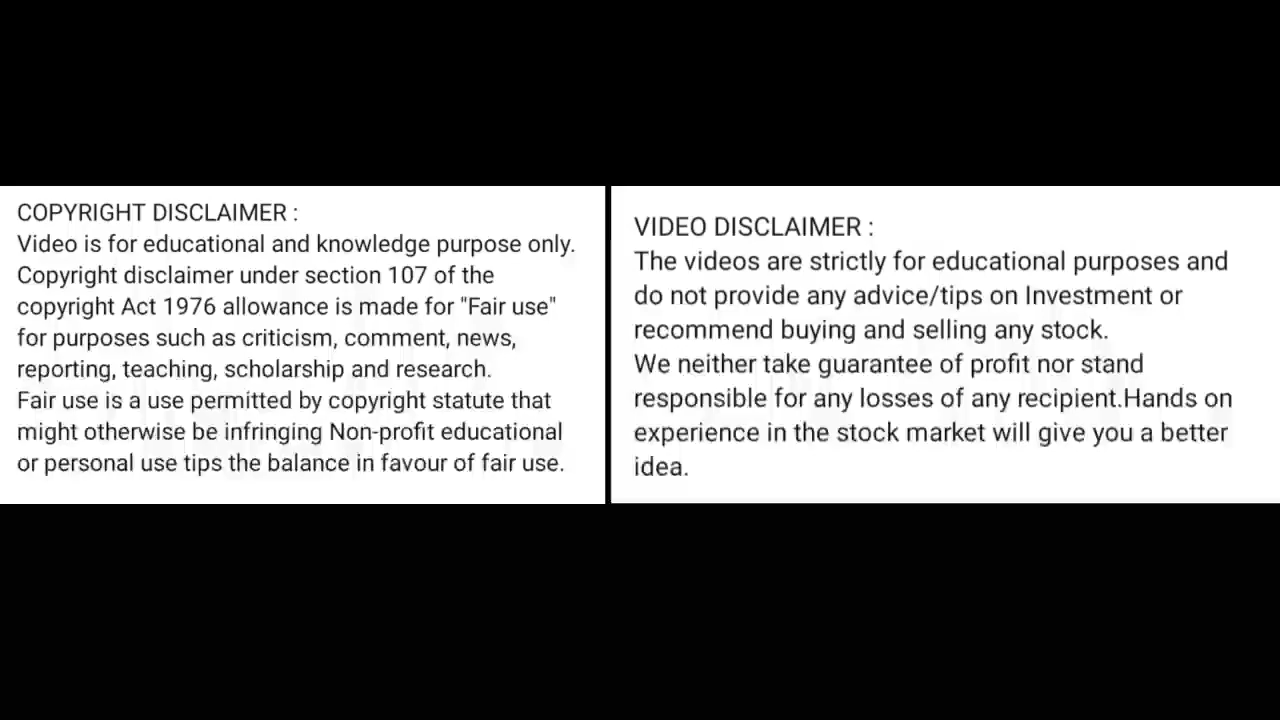 COPYRIGHT DISCLAIMER :
Video is for educational and knowledge purpose only.
Copyright disclaimer under section 107 of the
copyright Act 1976 allowance is made for "Fair use"
for purposes such as criticism, comment, news,
reporting, teaching, scholarship and research.
Fair use is a use permitted by copyright statute that
might otherwise be infringing Non-profit educational
or personal use tips the balance in favour of fair use.
VIDEO DISCLAIMER :
The videos are strictly for educational purposes and
do not provide any advice/tips on Investment or
recommend buying and selling any stock.
We neither take guarantee of profit nor stand
responsible for any losses of any recipient.Hands on
experience in the stock market will give you a better
idea.